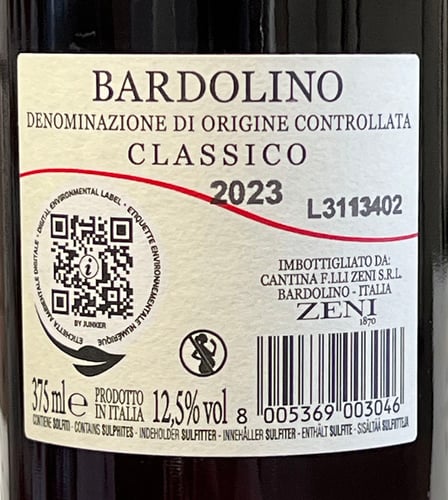 BARDOLINO
DENOMINAZIONE DI ORIGINE CONTROLLATA
CLASSICO
2023
L3113402
DIGITAL ENVIRONMENTAL LABEL - ETIQUETTE ENVIRONNEMENTALE NUMÉRIQUE - ETICHETTA AMBIENTALE DIGITALE -
BY JUNKER
IMBOTTIGLIATO DA:
CANTINA F.LLI ZENI S.R.L.
BARDOLINO - ITALIA
ZENI
1870
375 ml e PRODOTTO
IN ITALIA 12,5% vol
8 005369 003046
CONTIENE SOLFITI - CONTAINS SULPHITES - INDEHOLDER SULFITTER - INNEHÅLLER SULFITER - ENTHÄLT SULFITE - SISÄLTÄÄ SULFIITTEJA